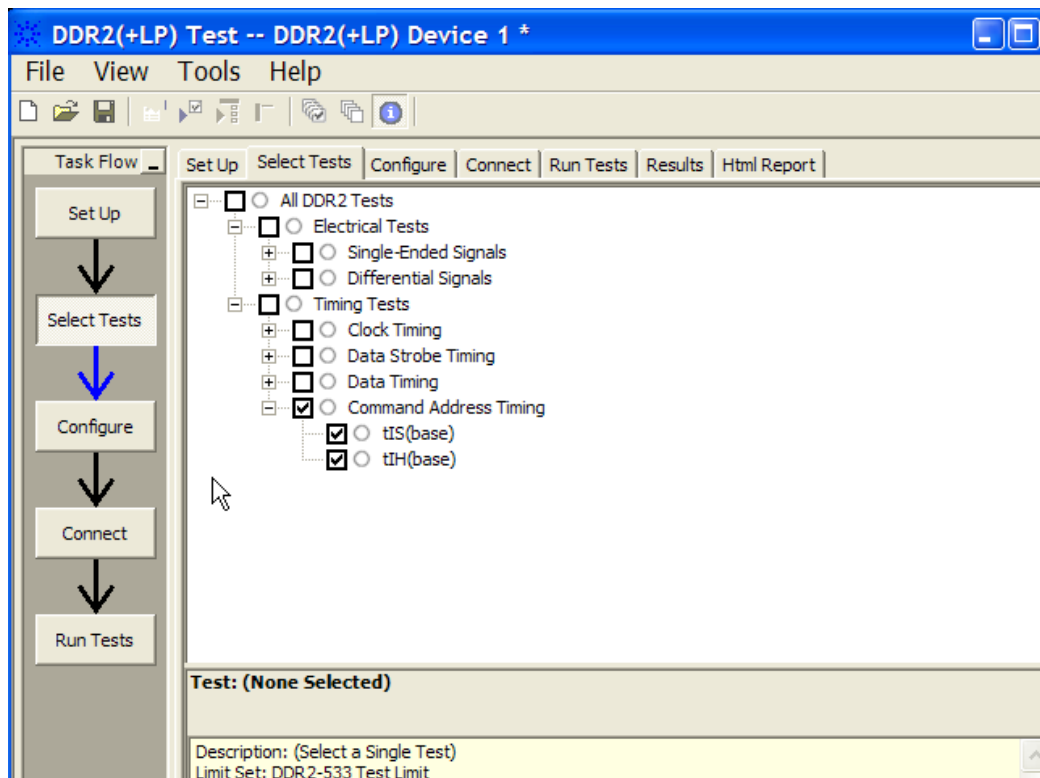 DDR2(+LP) Test -- DDR2(+LP) Device 1 *
File View Tools Help
Task Flow
Set Up Select Tests Configure Connect Run Tests Results Html Report
Set Up
Select Tests
Configure
Connect
Run Tests
All DDR2 Tests
Electrical Tests
Single-Ended Signals
Differential Signals
Timing Tests
Clock Timing
Data Strobe Timing
Data Timing
Command Address Timing
tIS(base)
tIH(base)
Test: (None Selected)
Description: (Select a Single Test)
Limit Set: DDR2-533 Test Limit